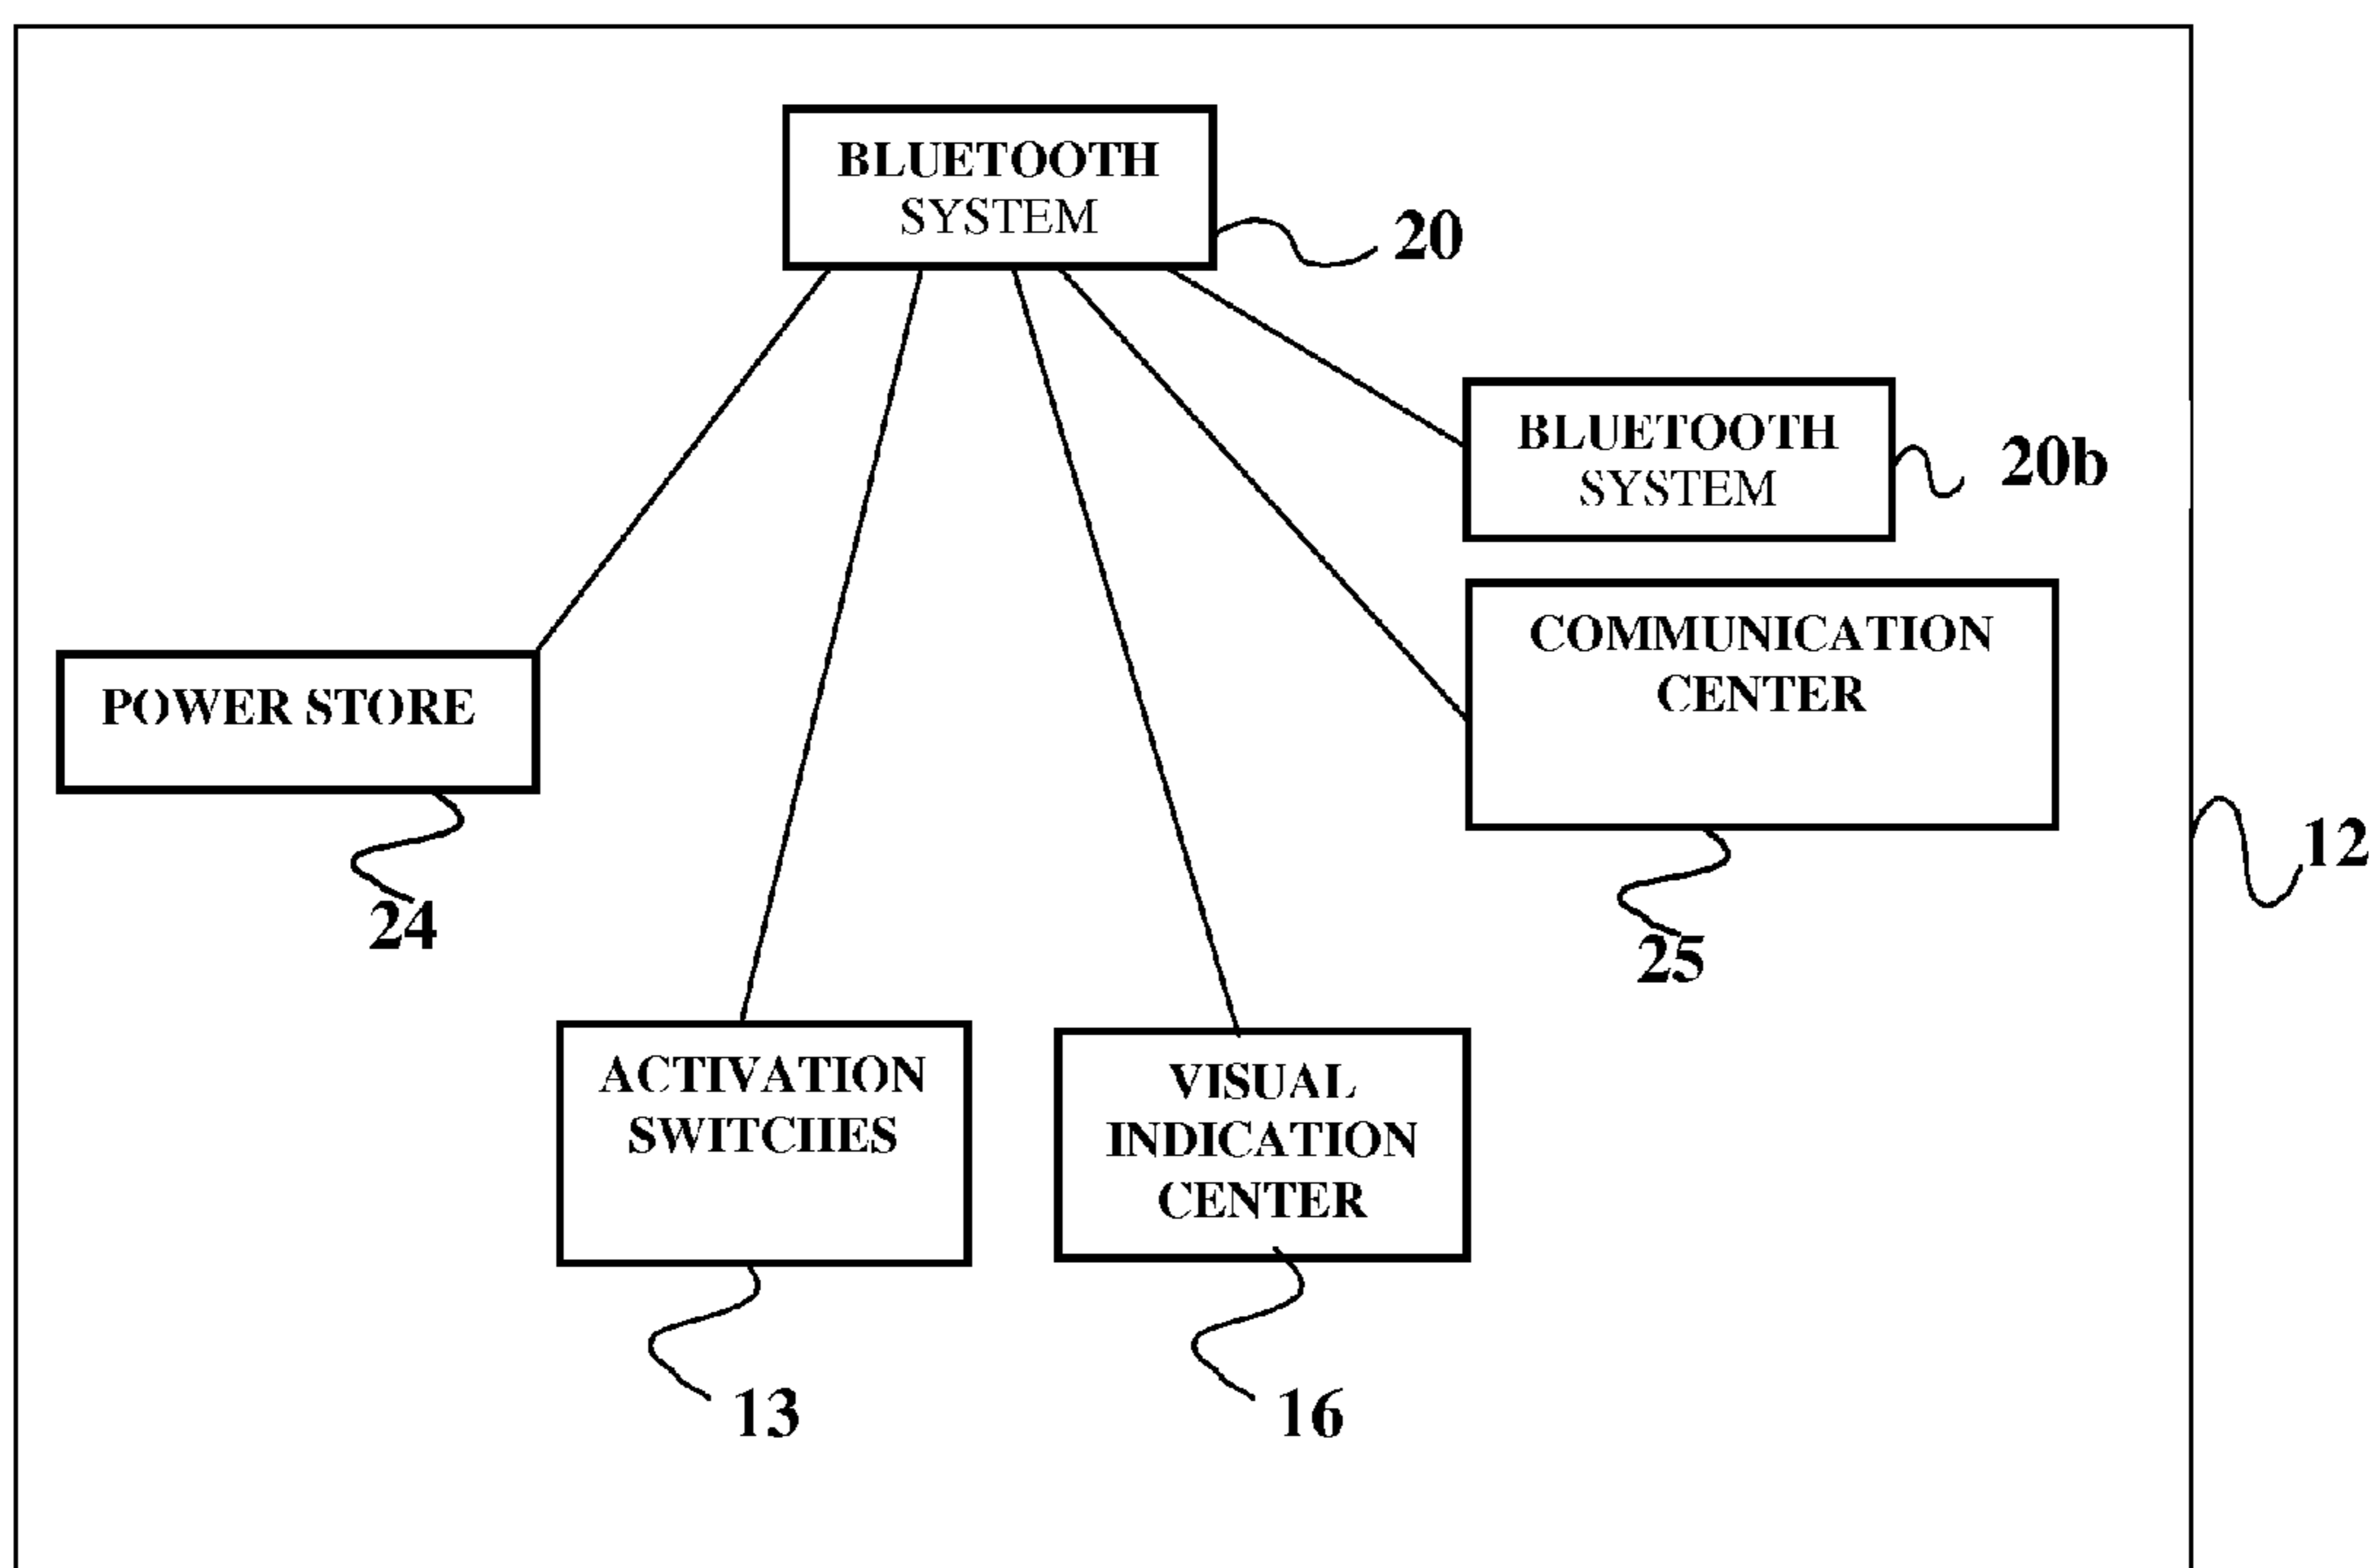 BLUETOOTH
SYSTEM
20
BLUETOOTH
SYSTEM
20b
COMMUNICATION
CENTER
POWER STORE
12
24
25
ACTIVATION
SWITCHES
VISUAL
INDICATION
CENTER
13
16